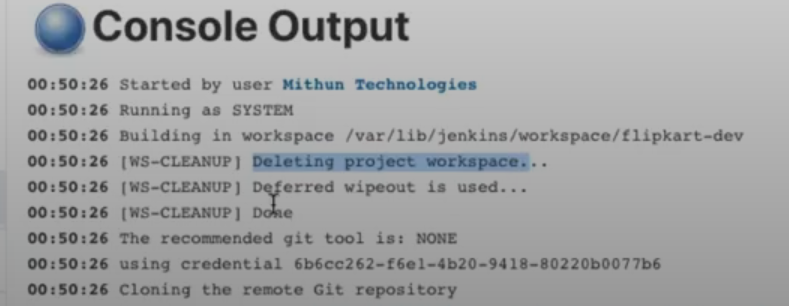 Console Output
00:50:26 Started by user Mithun Technologies
00:50:26 Running as SYSTEM
00:50:26 Building in workspace /var/lib/jenkins/workspace/flipkart-dev
00:50:26 [WS-CLEANUP] Deleting project workspace...
00:50:26 [WS-CLEANUP] Deferred wipeout is used...
00:50:26 [WS-CLEANUP] Done
00:50:26 The recommended git tool is: NONE
00:50:26 using credential 6b6cc262-f6e1-4b20-9418-80220b0077b6
00:50:26 Cloning the remote Git repository